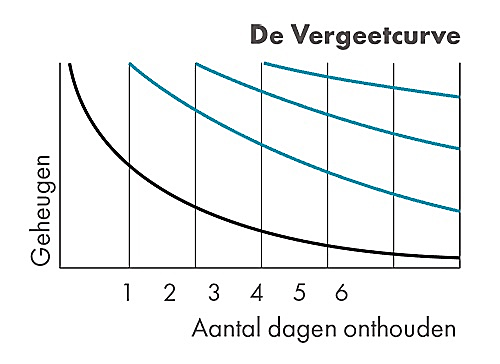 De Vergeetcurve
Geheugen
1 2 3 4 5 6
Aantal dagen onthouden